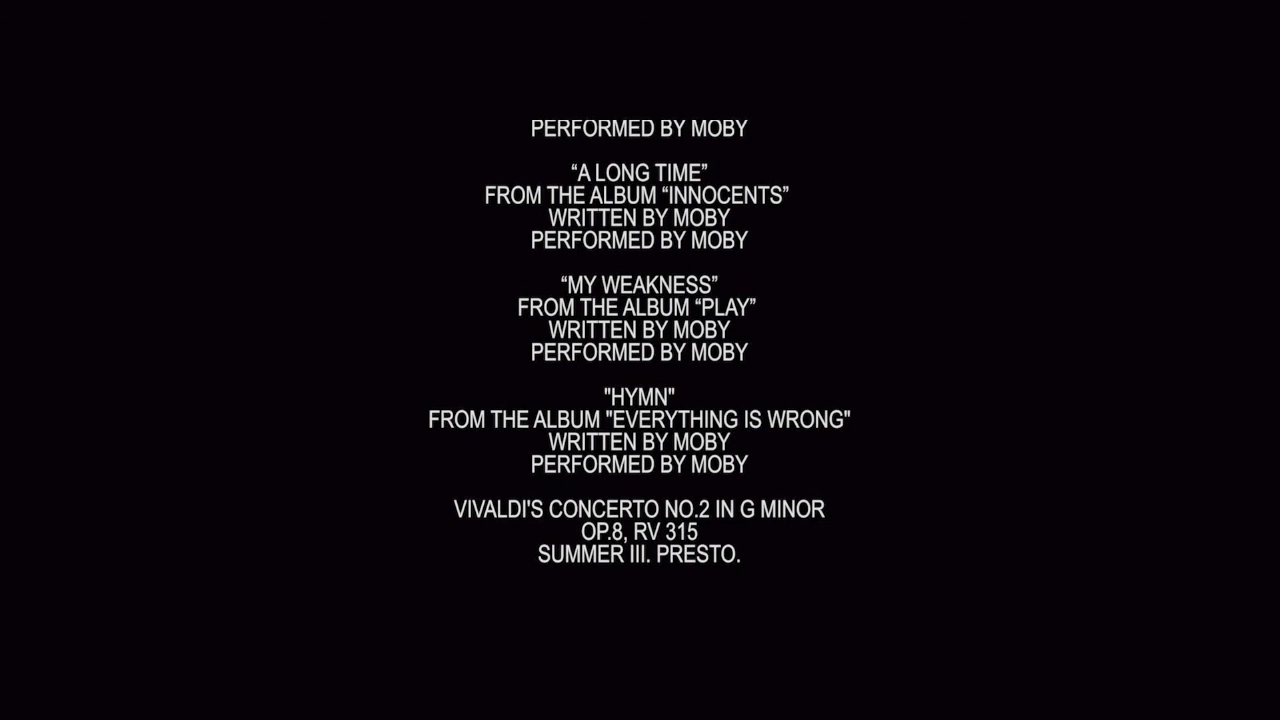 PERFORMED BY MOBY
“A LONG TIME”
FROM THE ALBUM “INNOCENTS”
WRITTEN BY MOBY
PERFORMED BY MOBY
“MY WEAKNESS”
FROM THE ALBUM “PLAY”
WRITTEN BY MOBY
PERFORMED BY MOBY
"HYMN"
FROM THE ALBUM "EVERYTHING IS WRONG"
WRITTEN BY MOBY
PERFORMED BY MOBY
VIVALDI'S CONCERTO NO.2 IN G MINOR
OP.8, RV 315
SUMMER III. PRESTO.